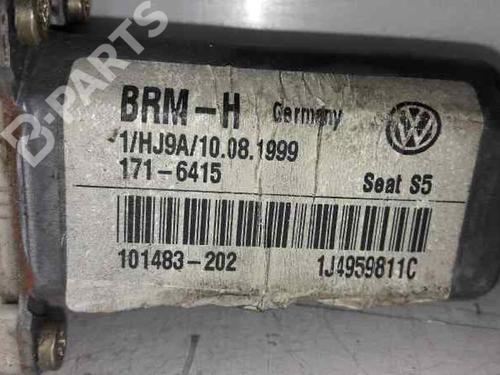 B-PARTS
BRM-H Germany
1/HJ9A/10.08.1999
171-6415 Seat S5
101483-202 1J4959811C